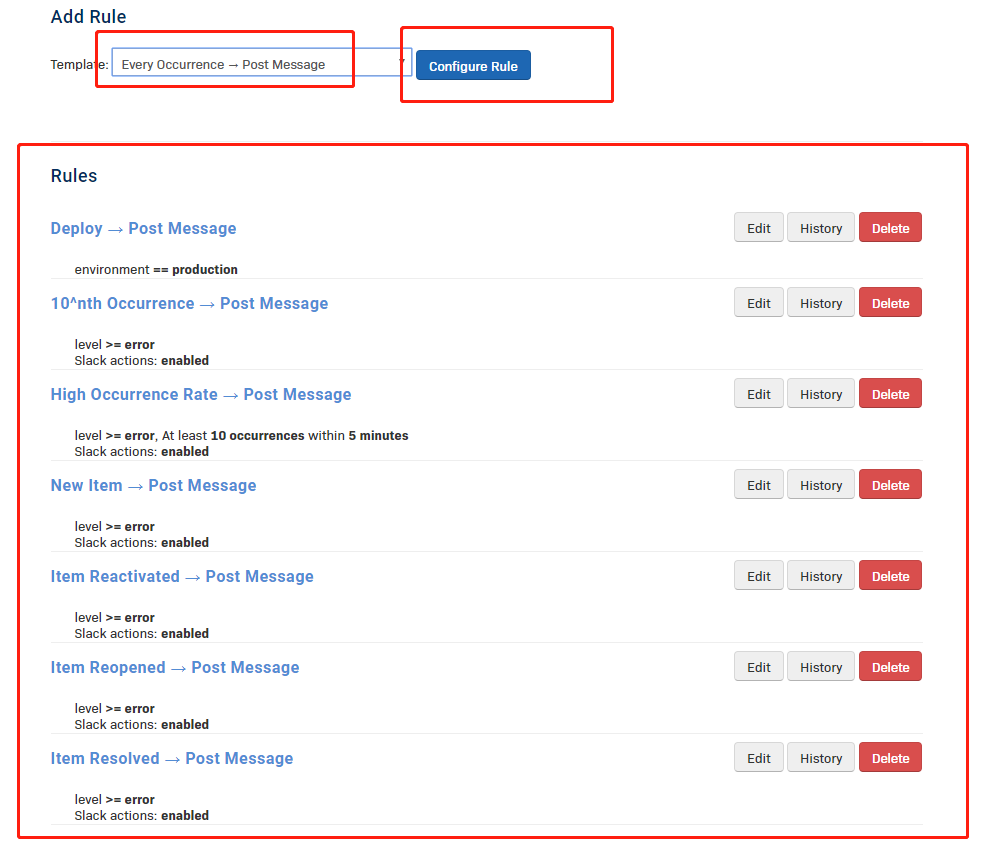 Add Rule
Template: Every Occurrence → Post Message Configure Rule
Rules
Deploy → Post Message Edit History Delete
environment == production
10^nth Occurrence → Post Message Edit History Delete
level >= error
Slack actions: enabled
High Occurrence Rate → Post Message Edit History Delete
level >= error, At least 10 occurrences within 5 minutes
Slack actions: enabled
New Item → Post Message Edit History Delete
level >= error
Slack actions: enabled
Item Reactivated → Post Message Edit History Delete
level >= error
Slack actions: enabled
Item Reopened → Post Message Edit History Delete
level >= error
Slack actions: enabled
Item Resolved → Post Message Edit History Delete
level >= error
Slack actions: enabled